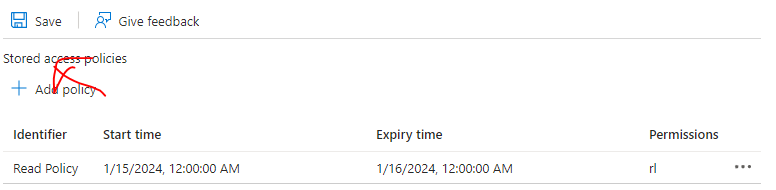 Save Give feedback
Stored access policies
Add policy
Identifier Start time Expiry time Permissions
Read Policy 1/15/2024, 12:00:00 AM 1/16/2024, 12:00:00 AM rl